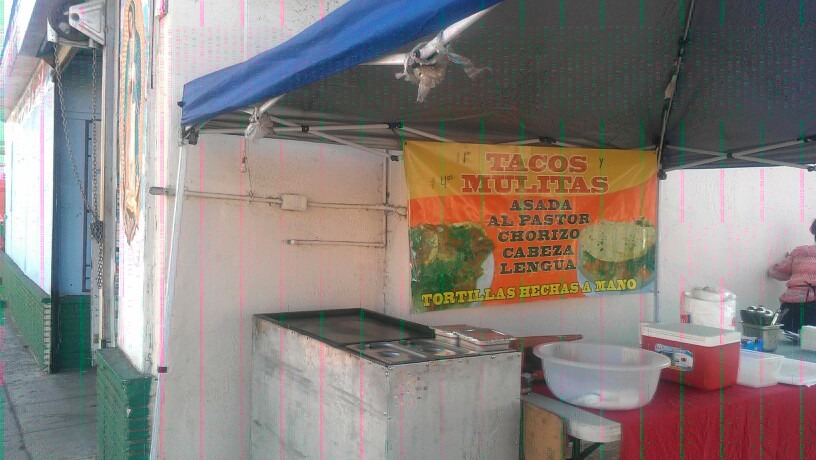 TACOS Y
MULITAS
ASADA
AL PASTOR
CHORIZO
CABEZA
LENGUA
TORTILLAS HECHAS A MANO